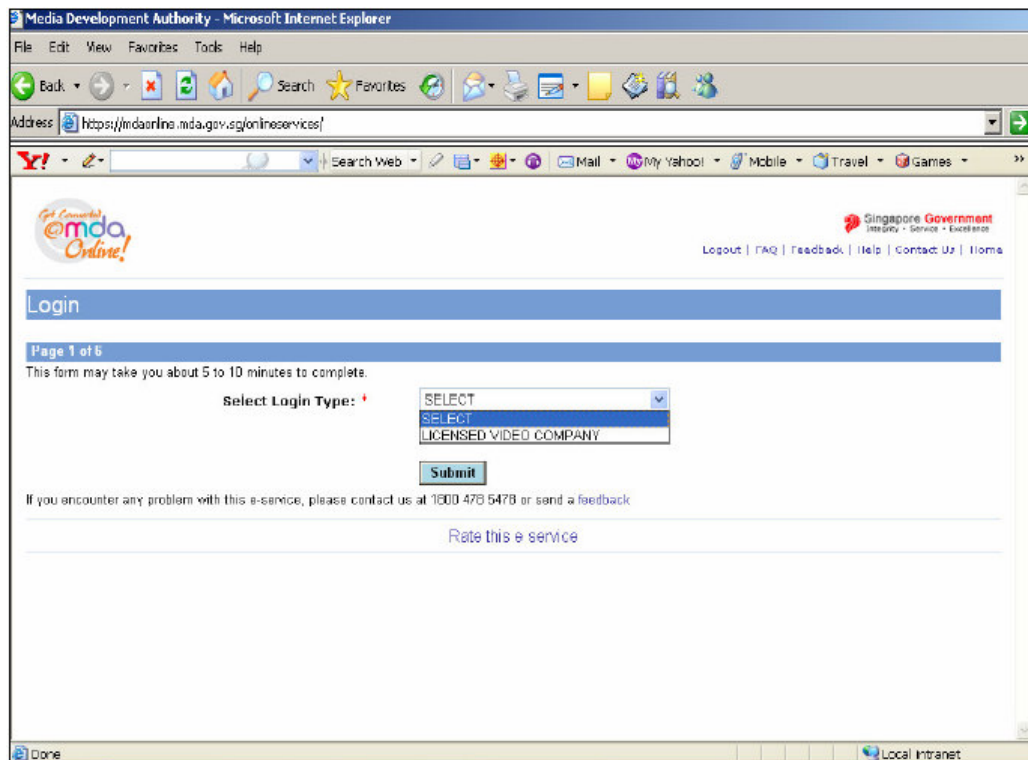 Media Development Authority - Microsoft Internet Explorer
File Edit View Favorites Tools Help
Back Search Favorites
Address https://mdaonline.mda.gov.sg/onlineservices/
Y! Search Web Mail My Yahoo! Mobile Travel Games »
Get Connected
@mda
Online!
Singapore Government
Integrity • Service • Excellence
Logout | FAQ | Feedback | Help | Contact Us | Home
Login
Page 1 of 6
This form may take you about 5 to 10 minutes to complete.
Select Login Type: * SELECT
SELECT
LICENSED VIDEO COMPANY
Submit
If you encounter any problem with this e-service, please contact us at 1800 478 5478 or send a feedback
Rate this e-service
Done Local intranet